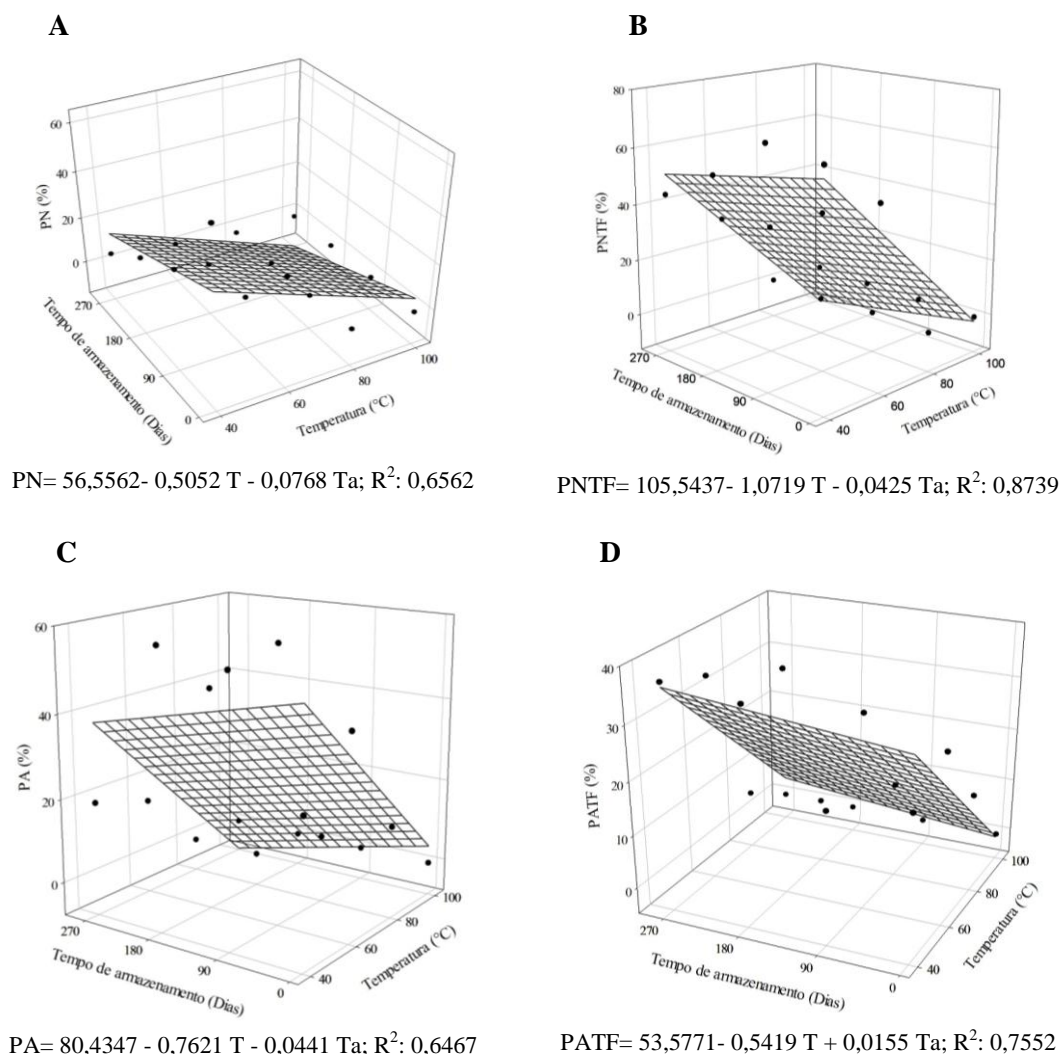 A
PN (%)
60
40
20
0
270
180
90
0
Tempo de armazenamento (Dias)
40
60
80
100
Temperatura (°C)
PN= 56,5562- 0,5052 T - 0,0768 Ta; R²: 0,6562
B
PNTF (%)
80
60
40
20
0
270
180
90
0
Tempo de armazenamento (Dias)
40
60
80
100
Temperatura (°C)
PNTF= 105,5437- 1,0719 T - 0,0425 Ta; R²: 0,8739
C
PA (%)
60
40
20
0
270
180
90
0
Tempo de armazenamento (Dias)
40
60
80
100
Temperatura (°C)
PA= 80,4347 - 0,7621 T - 0,0441 Ta; R²: 0,6467
D
PATF (%)
40
30
20
10
0
270
180
90
0
Tempo de armazenamento (Dias)
40
60
80
100
Temperatura (°C)
PATF= 53,5771- 0,5419 T + 0,0155 Ta; R²: 0,7552